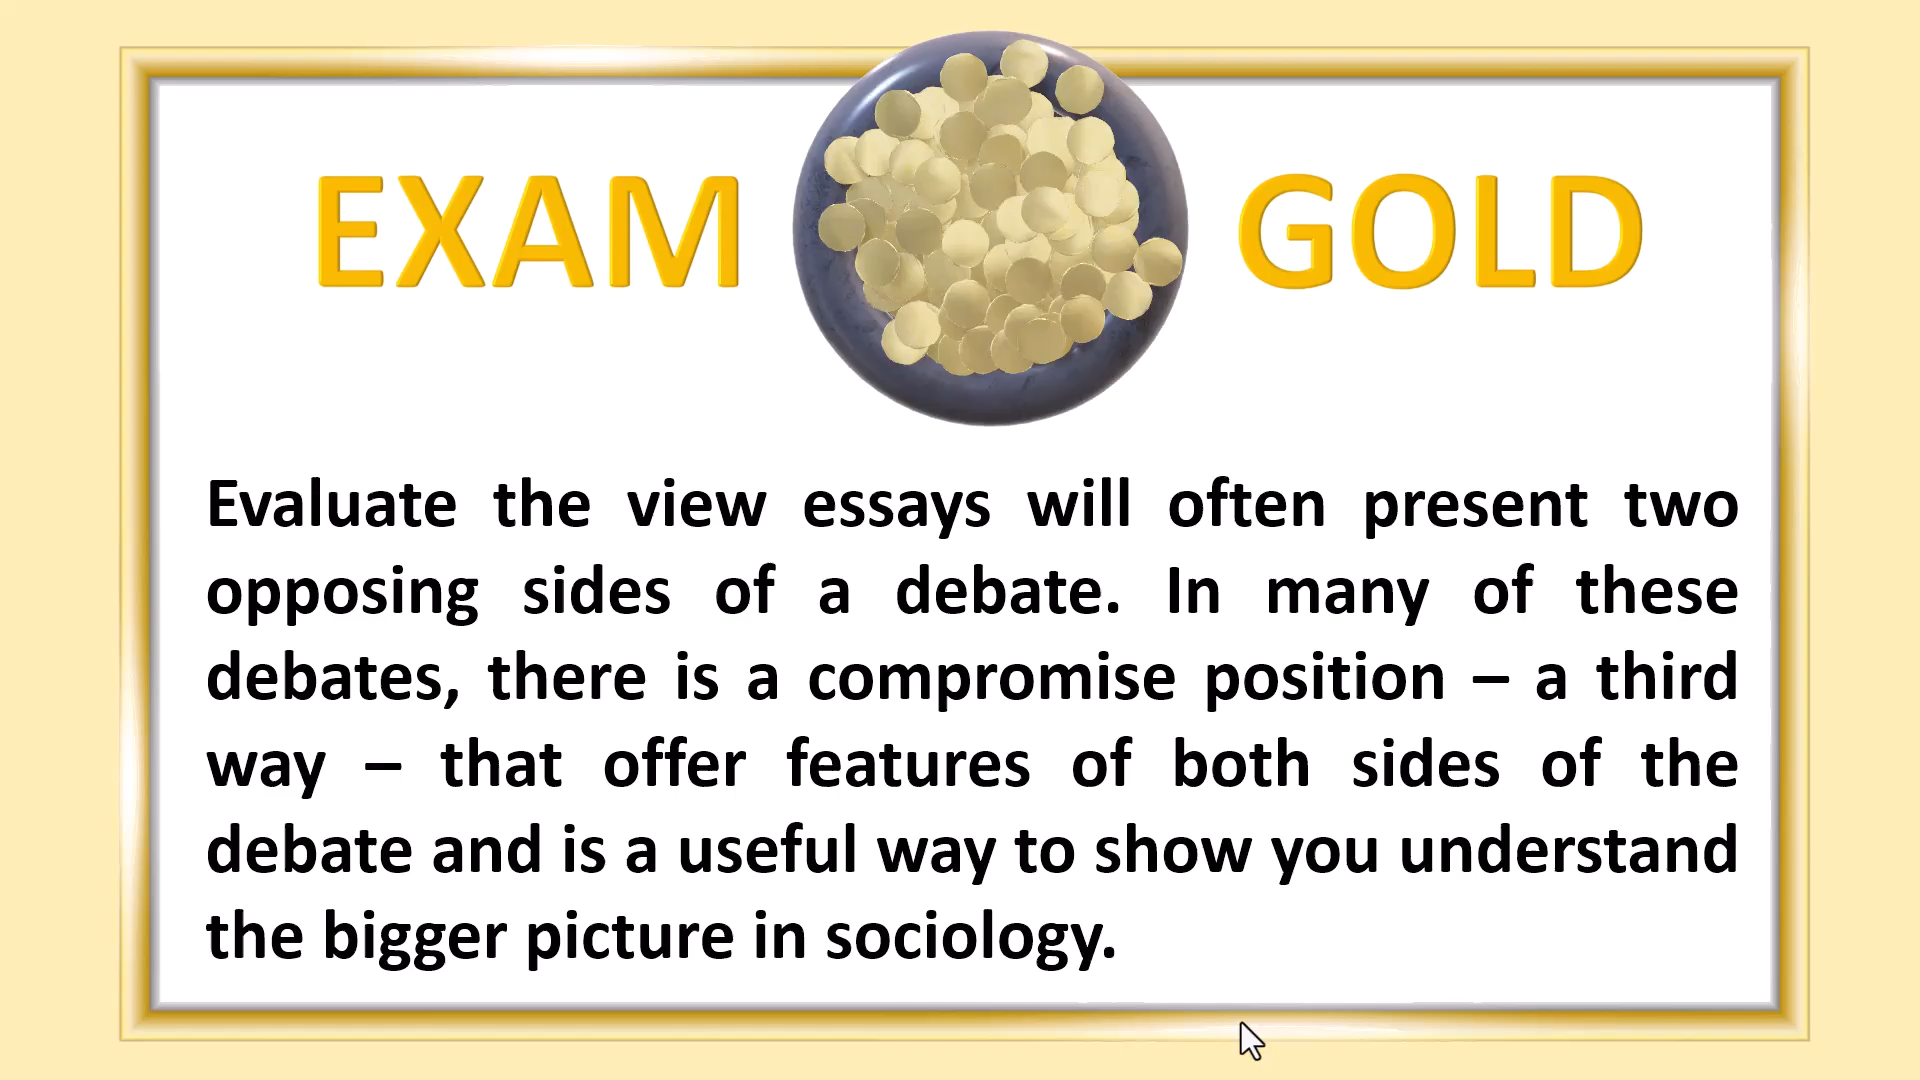 EXAM GOLD
Evaluate the view essays will often present two
opposing sides of a debate. In many of these
debates, there is a compromise position – a third
way – that offer features of both sides of the
debate and is a useful way to show you understand
the bigger picture in sociology.